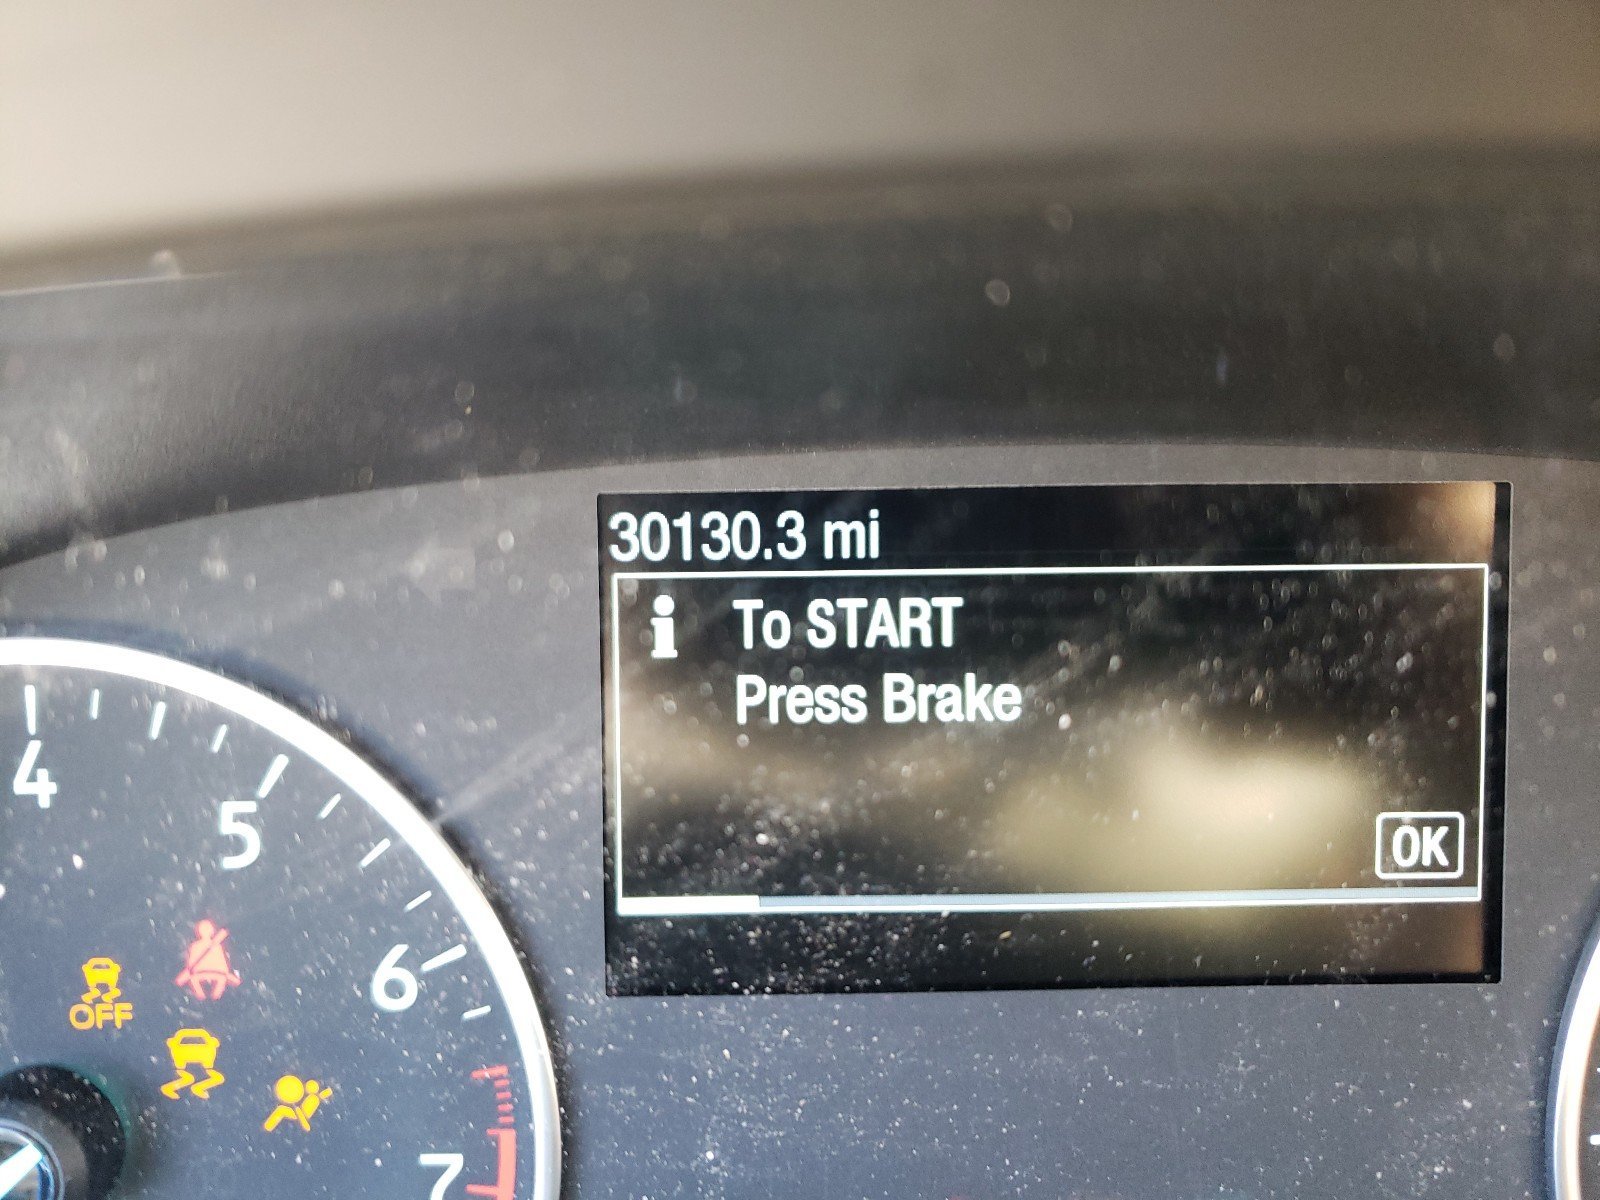 30130.3 mi
i To START
Press Brake
OK
4
5
6
7
OFF